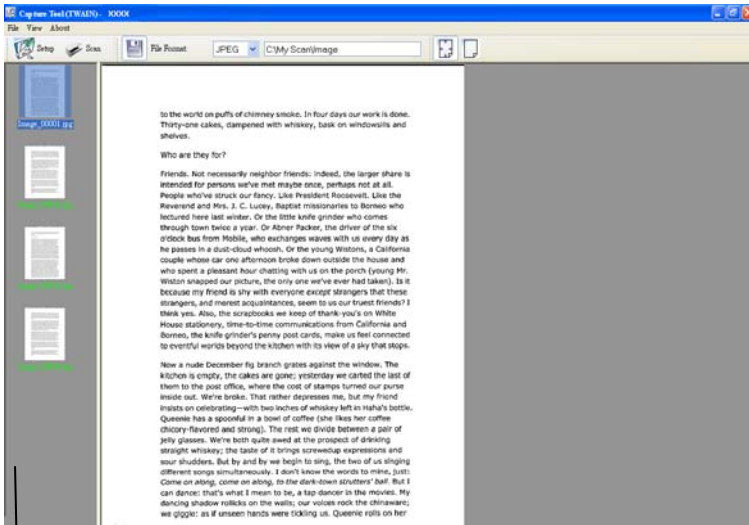 Capture Tool (TWAIN) - XXXX
File View About
Setup Scan File Format JPEG C:\My Scan\Image
Image_00001.jpg
to the world on puffs of chimney smoke. In four days our work is done.
Thirty-one cakes, dampened with whiskey, bask on windowsills and
shelves.
Who are they for?
Friends. Not necessarily neighbor friends: indeed, the larger share is
intended for persons we've met maybe once, perhaps not at all.
People who've struck our fancy. Like President Roosevelt. Like the
Reverend and Mrs. J. C. Lucey, Baptist missionaries to Borneo who
lectured here last winter. Or the little knife grinder who comes
through town twice a year. Or Abner Packer, the driver of the six
o'clock bus from Mobile, who exchanges waves with us every day as
he passes in a dust-cloud whoosh. Or the young Wistons, a California
couple whose car one afternoon broke down outside the house and
who spent a pleasant hour chatting with us on the porch (young Mr.
Wiston snapped our picture, the only one we've ever had taken). Is it
because my friend is shy with everyone except strangers that these
strangers, and merest acquaintances, seem to us our truest friends? I
think yes. Also, the scrapbooks we keep of thank-you's on White
House stationery, time-to-time communications from California and
Borneo, the knife grinder's penny post cards, make us feel connected
to eventful worlds beyond the kitchen with its view of a sky that stops.
Now a nude December fig branch grates against the window. The
kitchen is empty, the cakes are gone; yesterday we carted the last of
them to the post office, where the cost of stamps turned our purse
inside out. We're broke. That rather depresses me, but my friend
insists on celebrating—with two inches of whiskey left in Haha's bottle.
Queenie has a spoonful in a bowl of coffee (she likes her coffee
chicory-flavored and strong). The rest we divide between a pair of
jelly glasses. We're both quite awed at the prospect of drinking
straight whiskey; the taste of it brings screwedup expressions and
sour shudders. But by and by we begin to sing, the two of us singing
different songs simultaneously. I don't know the words to mine, just:
Come on along, come on along, to the dark-town strutters' ball. But I
can dance: that's what I mean to be, a tap dancer in the movies. My
dancing shadow rollicks on the walls; our voices rock the chinaware;
we giggle: as if unseen hands were tickling us. Queenie rolls on her